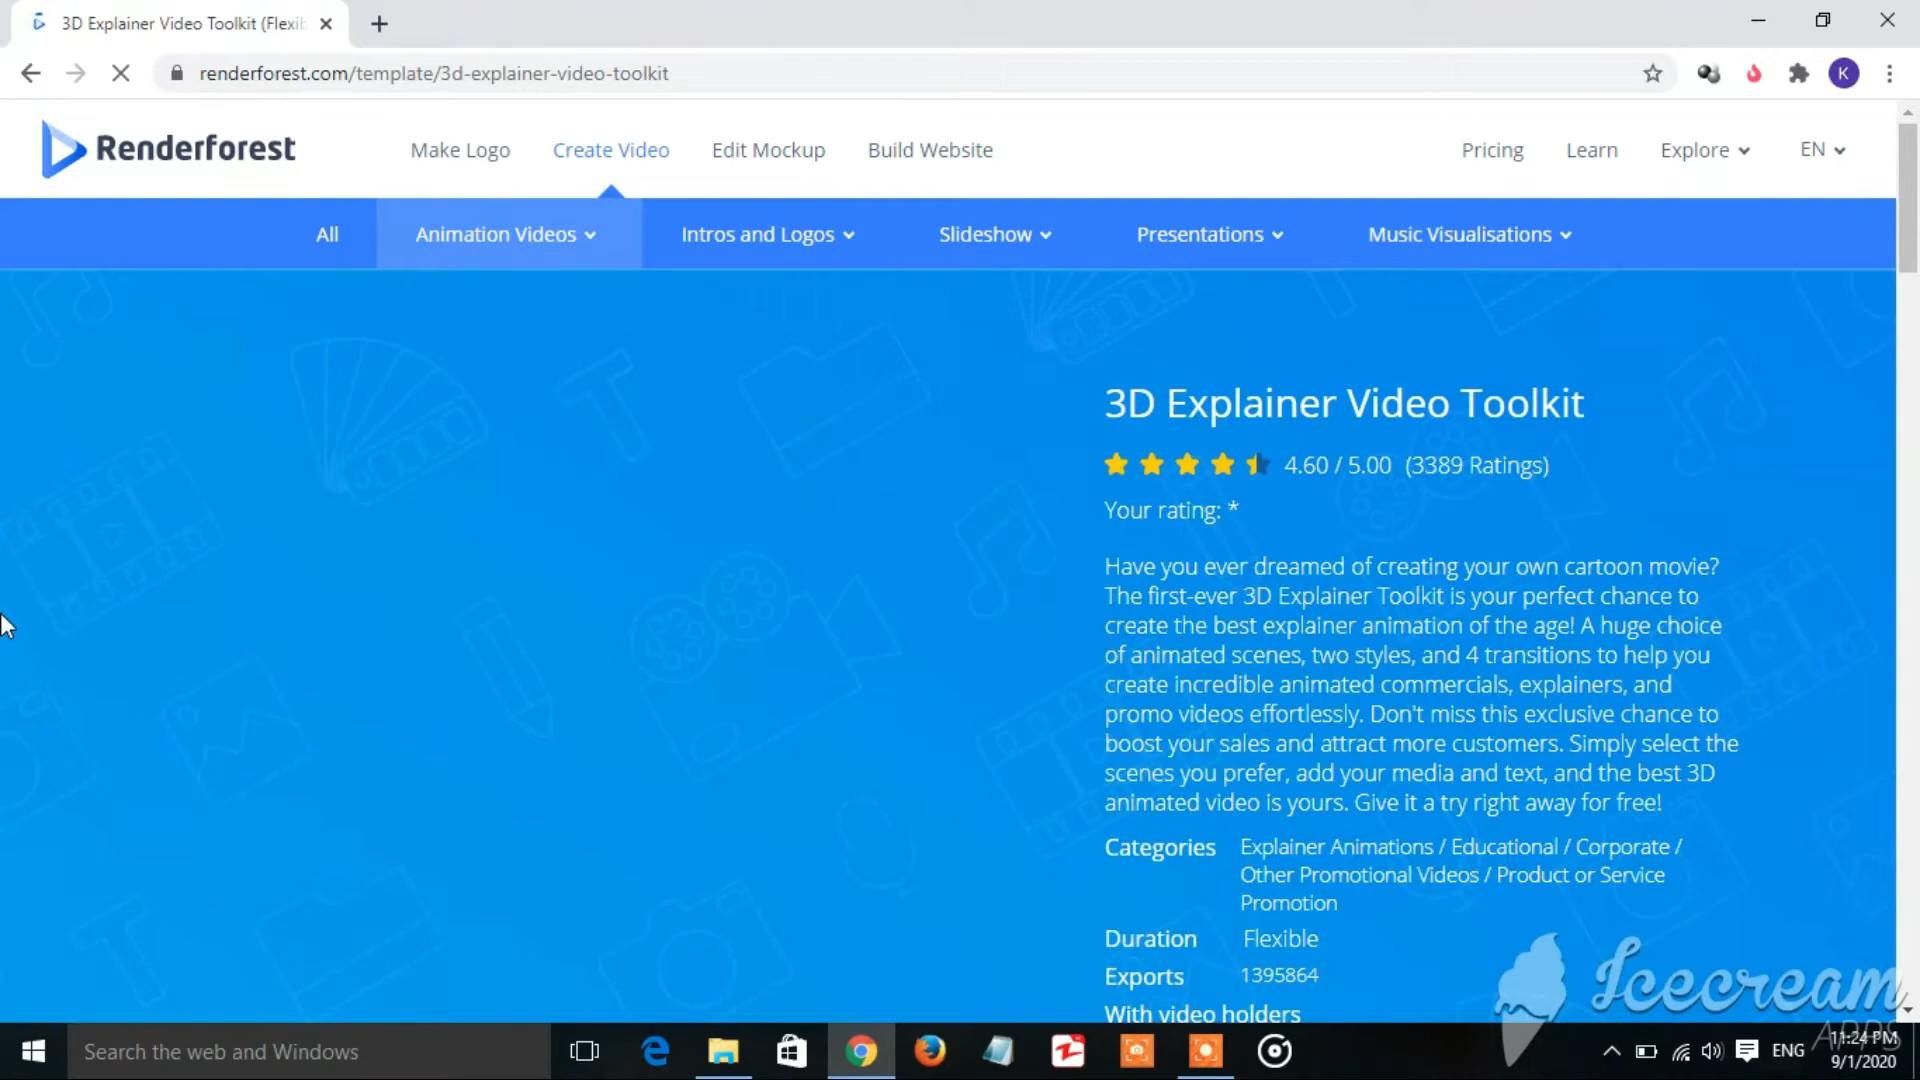 3D Explainer Video Toolkit (Flexib
renderforest.com/template/3d-explainer-video-toolkit
K
Renderforest
Make Logo
Create Video
Edit Mockup
Build Website
Pricing
Learn
Explore
EN
All
Animation Videos
Intros and Logos
Slideshow
Presentations
Music Visualisations
3D Explainer Video Toolkit
4.60 / 5.00 (3389 Ratings)
Your rating: *
Have you ever dreamed of creating your own cartoon movie?
The first-ever 3D Explainer Toolkit is your perfect chance to
create the best explainer animation of the age! A huge choice
of animated scenes, two styles, and 4 transitions to help you
create incredible animated commercials, explainers, and
promo videos effortlessly. Don't miss this exclusive chance to
boost your sales and attract more customers. Simply select the
scenes you prefer, add your media and text, and the best 3D
animated video is yours. Give it a try right away for free!
Categories Explainer Animations / Educational / Corporate /
Other Promotional Videos / Product or Service
Promotion
Duration Flexible
Exports 1395864
With video holders
Icecream
APPS
Search the web and Windows
ENG
11:24 PM
9/1/2020